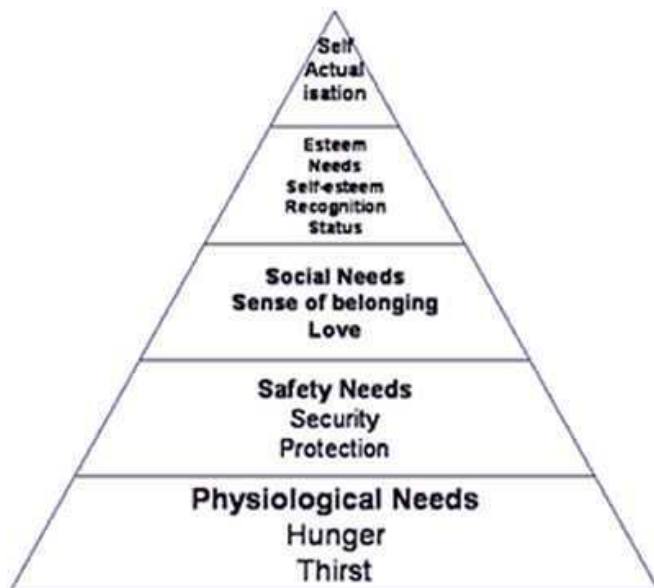 Self
Actual
isation
Esteem
Needs
Self-esteem
Recognition
Status
Social Needs
Sense of belonging
Love
Safety Needs
Security
Protection
Physiological Needs
Hunger
Thirst